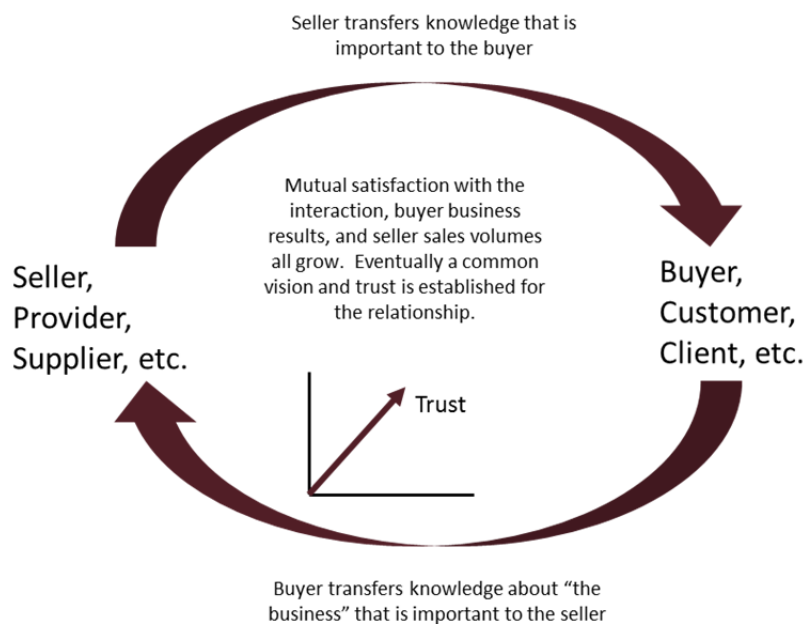 Seller transfers knowledge that is
important to the buyer
Mutual satisfaction with the
interaction, buyer business
results, and seller sales volumes
all grow.  Eventually a common
vision and trust is established for
the relationship.
Seller,
Provider,
Supplier, etc.
Buyer,
Customer,
Client, etc.
Trust
Buyer transfers knowledge about “the
business” that is important to the seller